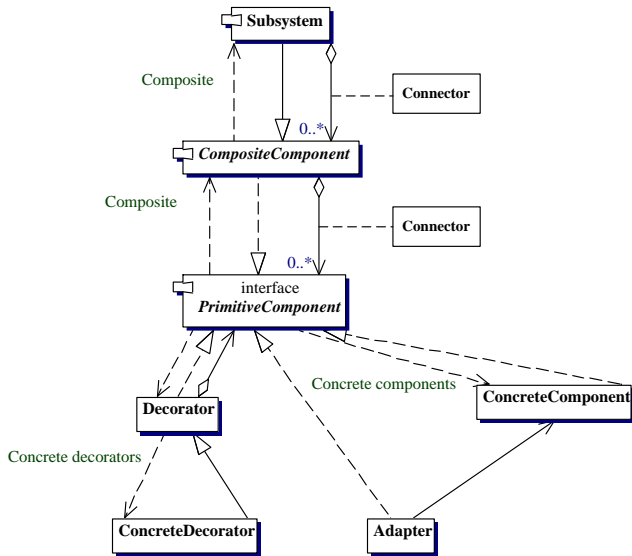 Subsystem
Composite
Connector
0..*
CompositeComponent
Composite
Connector
0..*
interface
PrimitiveComponent
Concrete components
Decorator
ConcreteComponent
Concrete decorators
ConcreteDecorator
Adapter